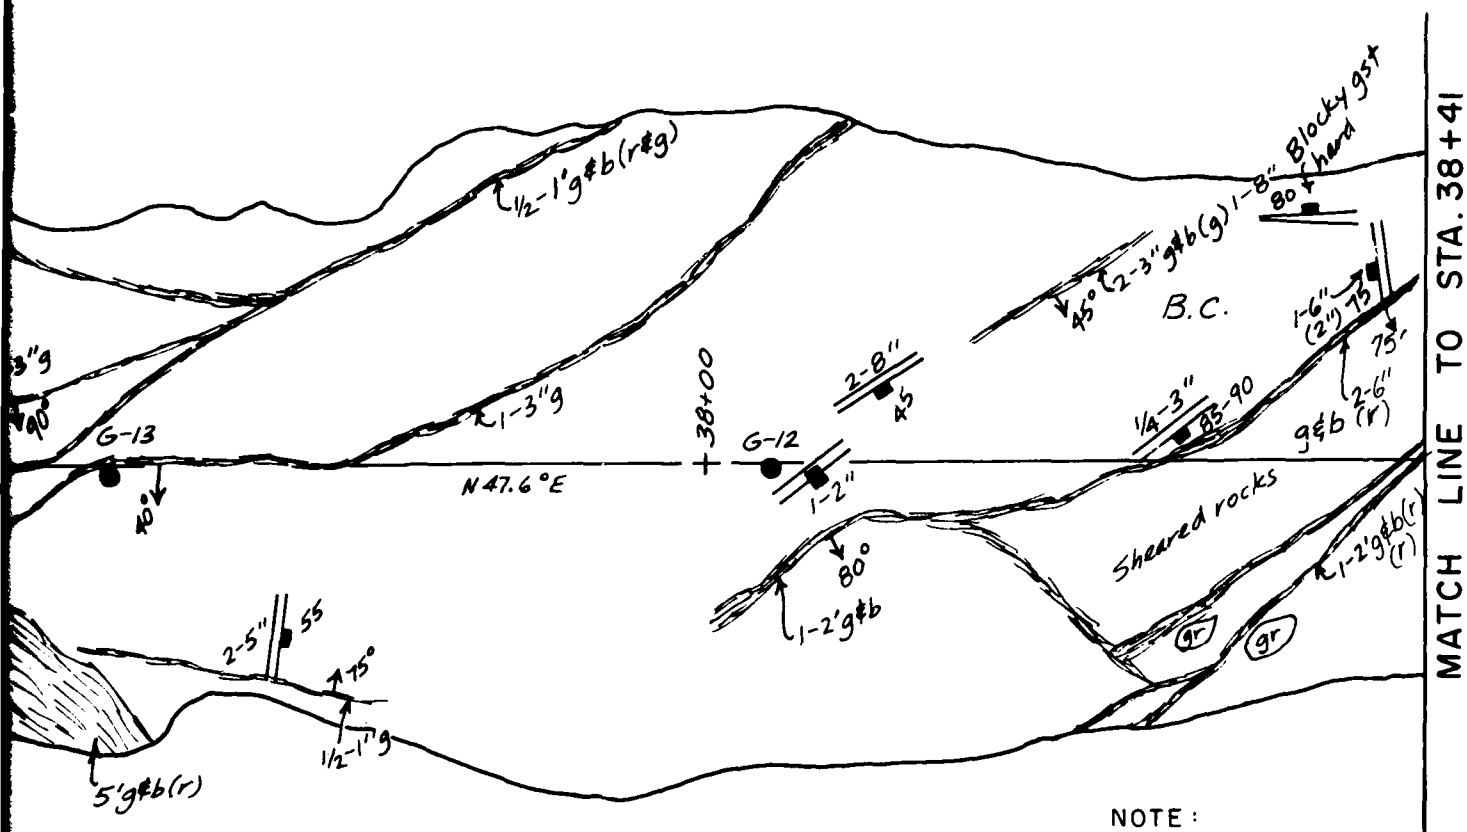 Blocky gst
hard
1-8"
80
½-1'g&b(r&g)
2-3"g&b(g)
45°
B.C.
1-6"
(2")
75
75°
3"g
90°
2-8"
45
1-3"g
38+00
¼-3"
85-90
2-6"
(r)
g&b
G-13
G-12
N 47.6°E
40°
1-2"
Sheared rocks
80°
1-2'g&b(r)
(r)
1-2'g&b
gr
gr
2-5"
55
75°
½-1'g
5'g&b(r)
NOTE:
MATCH LINE TO STA. 38+41